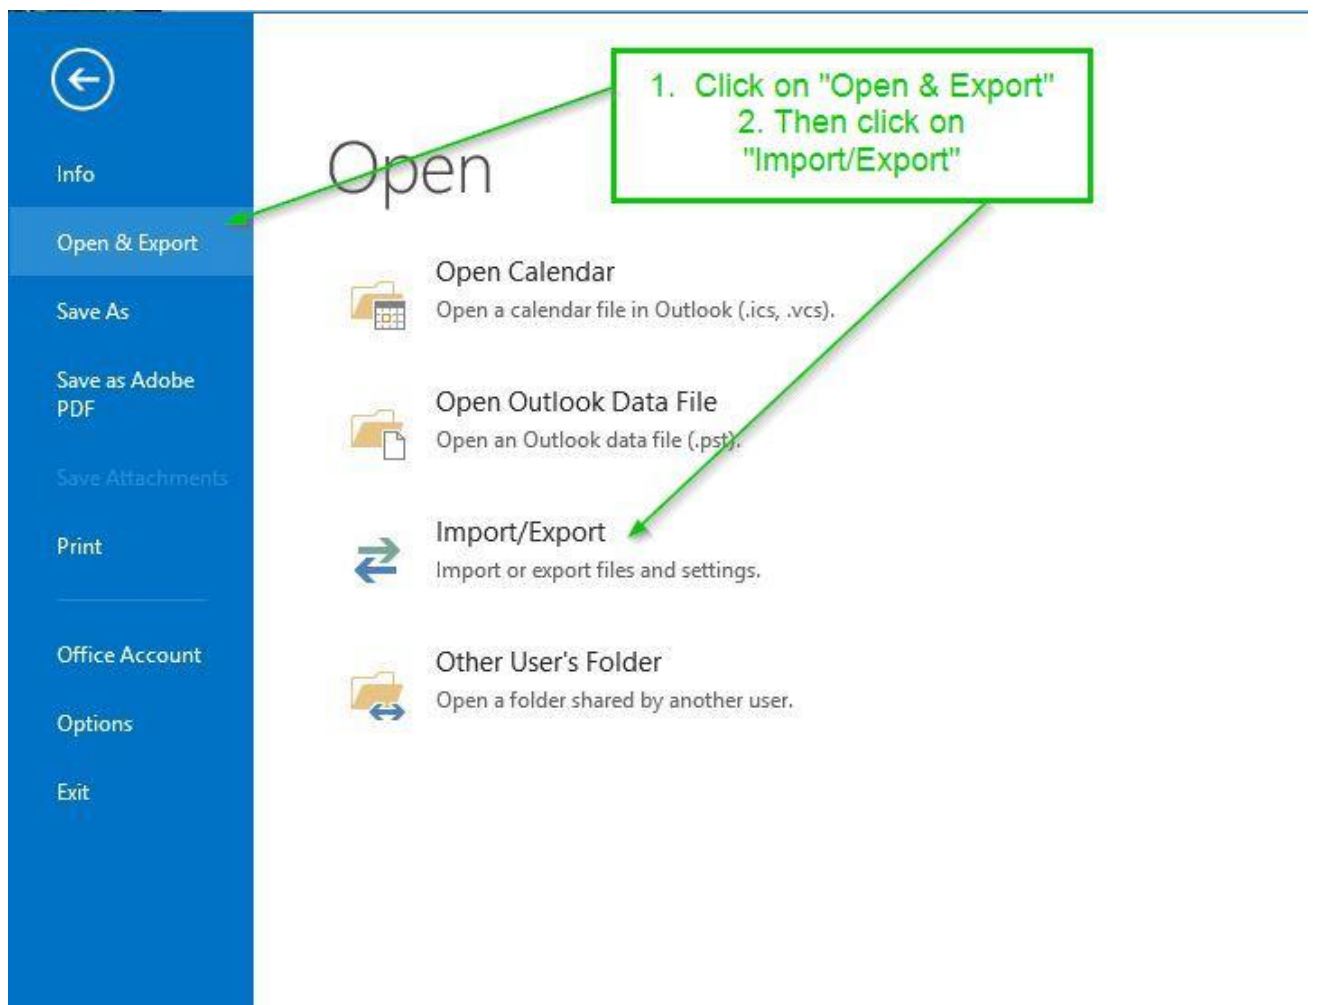 1. Click on "Open & Export"
2. Then click on
"Import/Export"
Info
Open & Export
Save As
Save as Adobe
PDF
Save Attachments
Print
Office Account
Options
Exit
Open
Open Calendar
Open a calendar file in Outlook (.ics, .vcs).
Open Outlook Data File
Open an Outlook data file (.pst).
Import/Export
Import or export files and settings.
Other User's Folder
Open a folder shared by another user.